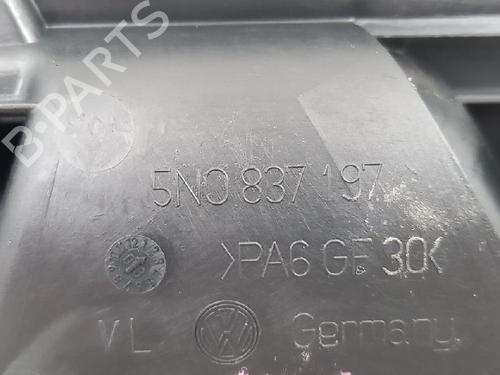 5N0 837 197
>PA6 GF 30<
VL
Germany
B-PARTS